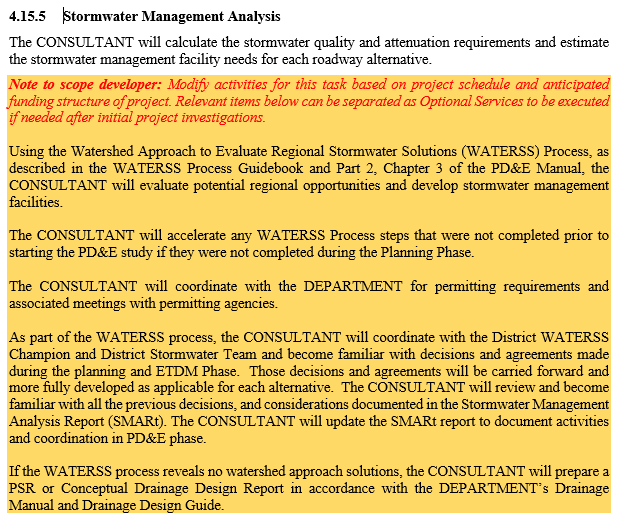 4.15.5 Stormwater Management Analysis
The CONSULTANT will calculate the stormwater quality and attenuation requirements and estimate
the stormwater management facility needs for each roadway alternative.
Note to scope developer: Modify activities for this task based on project schedule and anticipated
funding structure of project. Relevant items below can be separated as Optional Services to be executed
if needed after initial project investigations.
Using the Watershed Approach to Evaluate Regional Stormwater Solutions (WATERSS) Process, as
described in the WATERSS Process Guidebook and Part 2, Chapter 3 of the PD&E Manual, the
CONSULTANT will evaluate potential regional opportunities and develop stormwater management
facilities.
The CONSULTANT will accelerate any WATERSS Process steps that were not completed prior to
starting the PD&E study if they were not completed during the Planning Phase.
The CONSULTANT will coordinate with the DEPARTMENT for permitting requirements and
associated meetings with permitting agencies.
As part of the WATERSS process, the CONSULTANT will coordinate with the District WATERSS
Champion and District Stormwater Team and become familiar with decisions and agreements made
during the planning and ETDM Phase. Those decisions and agreements will be carried forward and
more fully developed as applicable for each alternative. The CONSULTANT will review and become
familiar with all the previous decisions, and considerations documented in the Stormwater Management
Analysis Report (SMARt). The CONSULTANT will update the SMARt report to document activities
and coordination in PD&E phase.
If the WATERSS process reveals no watershed approach solutions, the CONSULTANT will prepare a
PSR or Conceptual Drainage Design Report in accordance with the DEPARTMENT's Drainage
Manual and Drainage Design Guide.